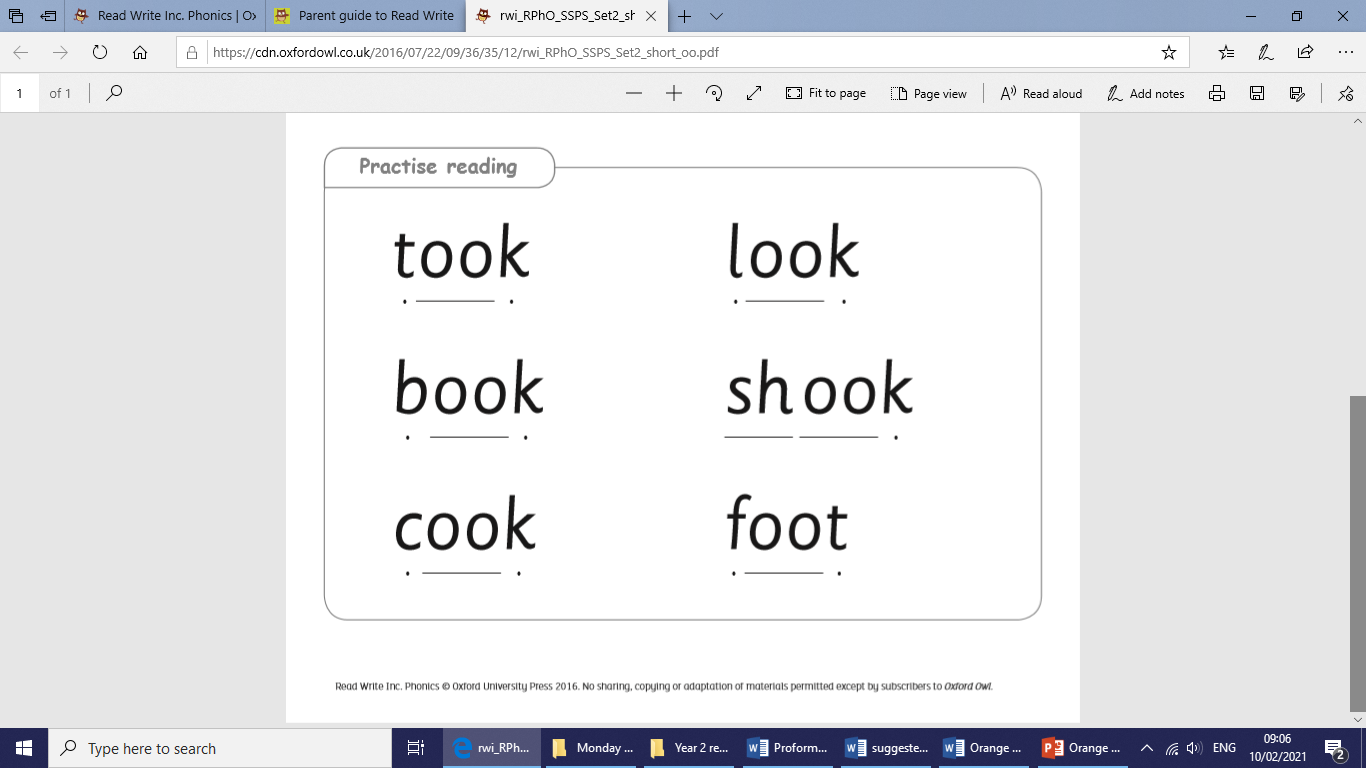 Read Write Inc. Phonics | Ox
Parent guide to Read Write
rwi_RPhO_SSPS_Set2_sh
https://cdn.oxfordowl.co.uk/2016/07/22/09/36/35/12/rwi_RPhO_SSPS_Set2_short_oo.pdf
1 of 1 Fit to page Page view Read aloud Add notes
Practise reading
took look
book shook
cook foot
Read Write Inc. Phonics © Oxford University Press 2016. No sharing, copying or adaptation of materials permitted except by subscribers to Oxford Owl.
Type here to search rwi_RPh... Monday ... Year 2 re... Proform... suggeste... Orange ... Orange ... ENG 09:06
10/02/2021 2